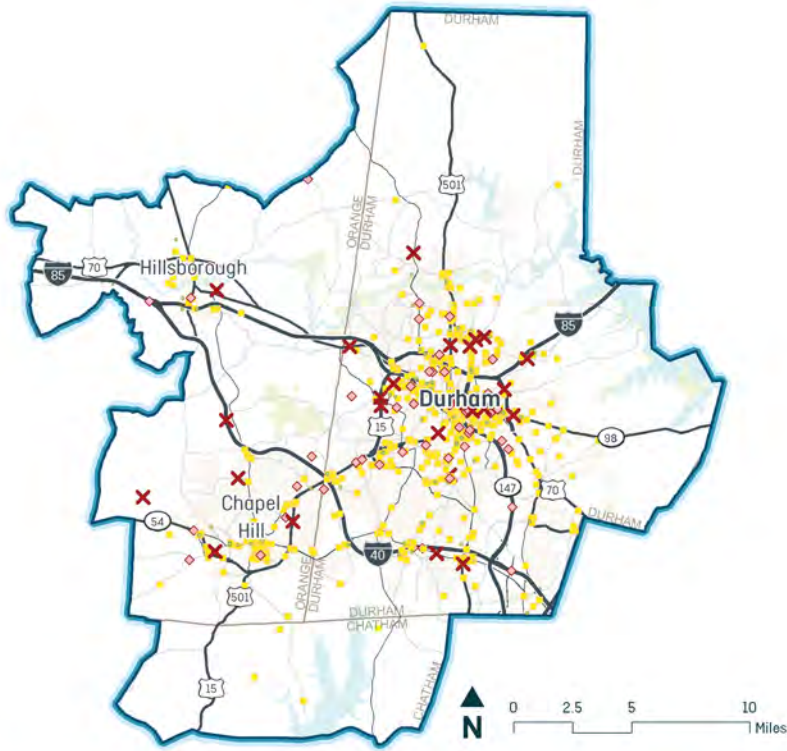 DURHAM
DURHAM
501
ORANGE
DURHAM
70
Hillsborough
85
85
Durham
15
98
Chapel
Hill
147
70
54
DURHAM
40
501
ORANGE
DURHAM
DURHAM
CHATHAM
15
CHATHAM
N
0 2.5 5 10
Miles